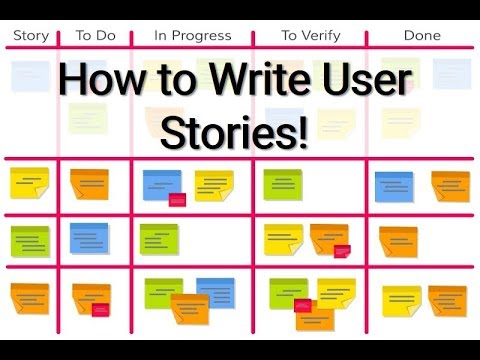 Story To Do In Progress To Verify Done
How to Write User
Stories!